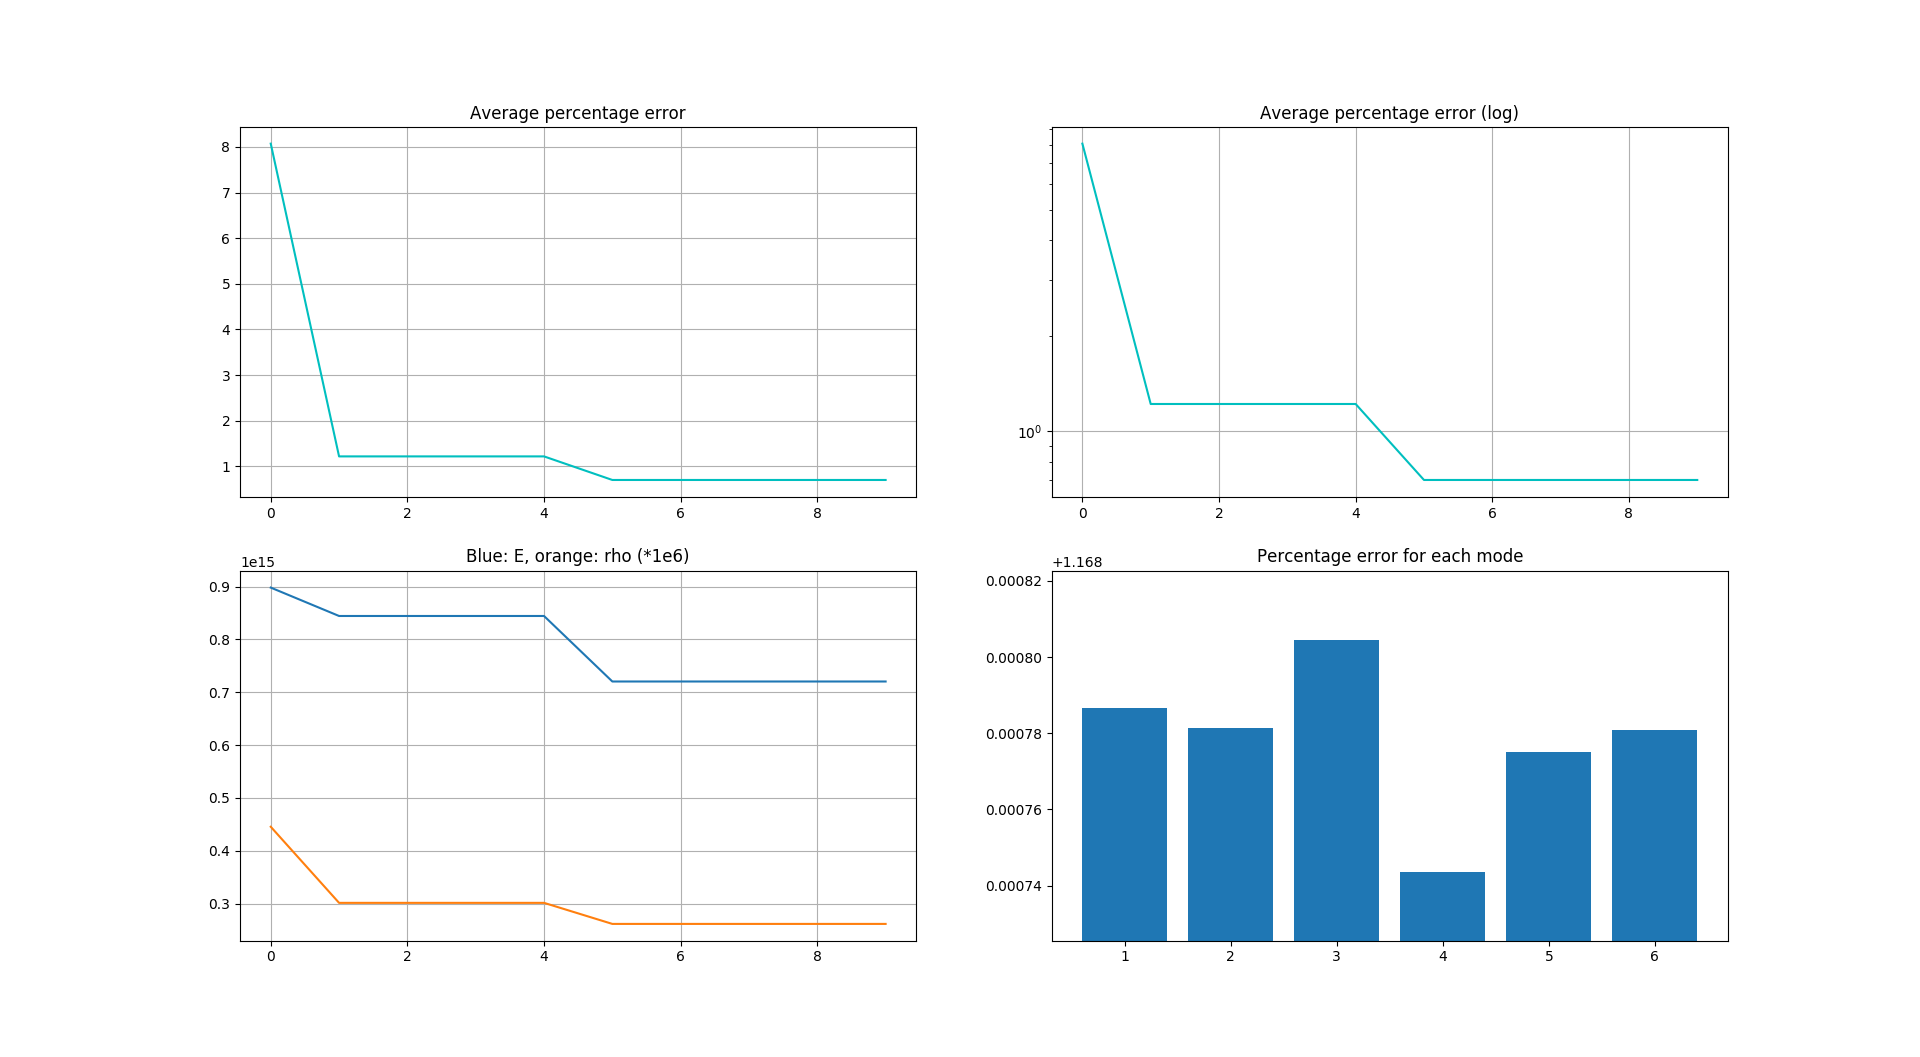 Average percentage error
8
7
6
5
4
3
2
1
0 2 4 6 8
Average percentage error (log)
10⁰
0 2 4 6 8
Blue: E, orange: rho (*1e6)
1e15
0.9
0.8
0.7
0.6
0.5
0.4
0.3
0 2 4 6 8
Percentage error for each mode
+1.168
0.00082
0.00080
0.00078
0.00076
0.00074
1 2 3 4 5 6